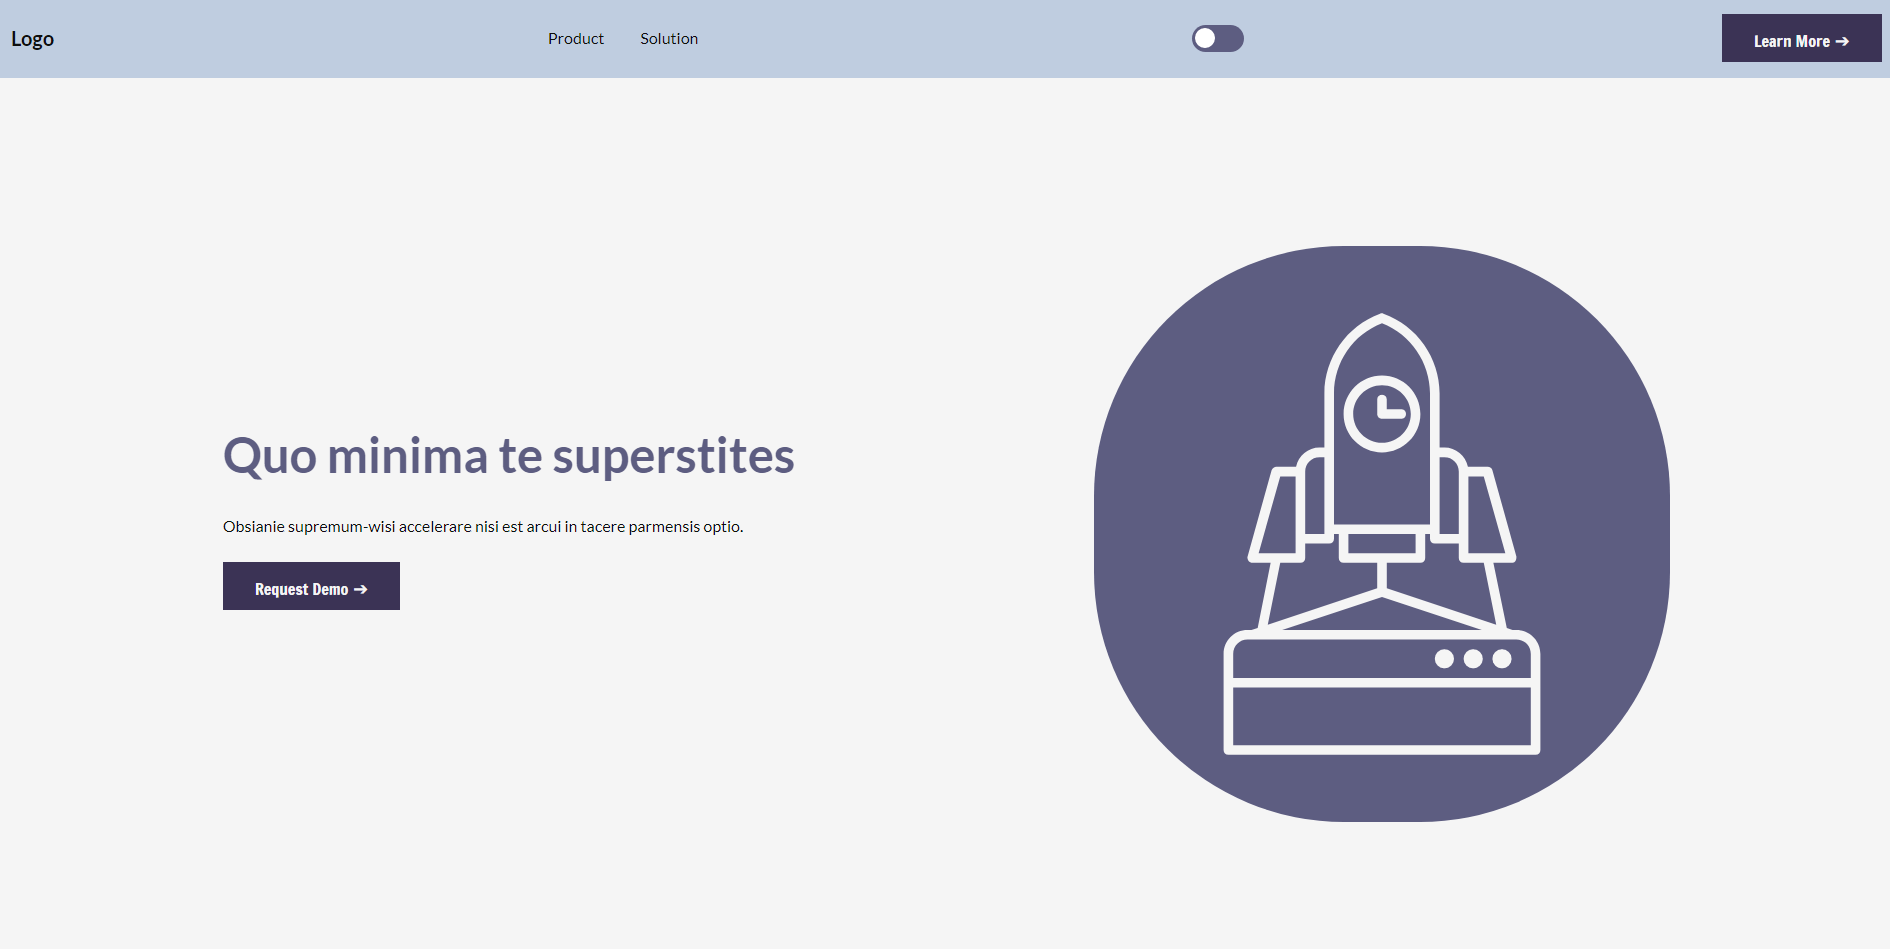 Logo
Product
Solution
Learn More →
Quo minima te superstites
Obsianie supremum-wisi accelerare nisi est arcui in tacere parmensis optio.
Request Demo →